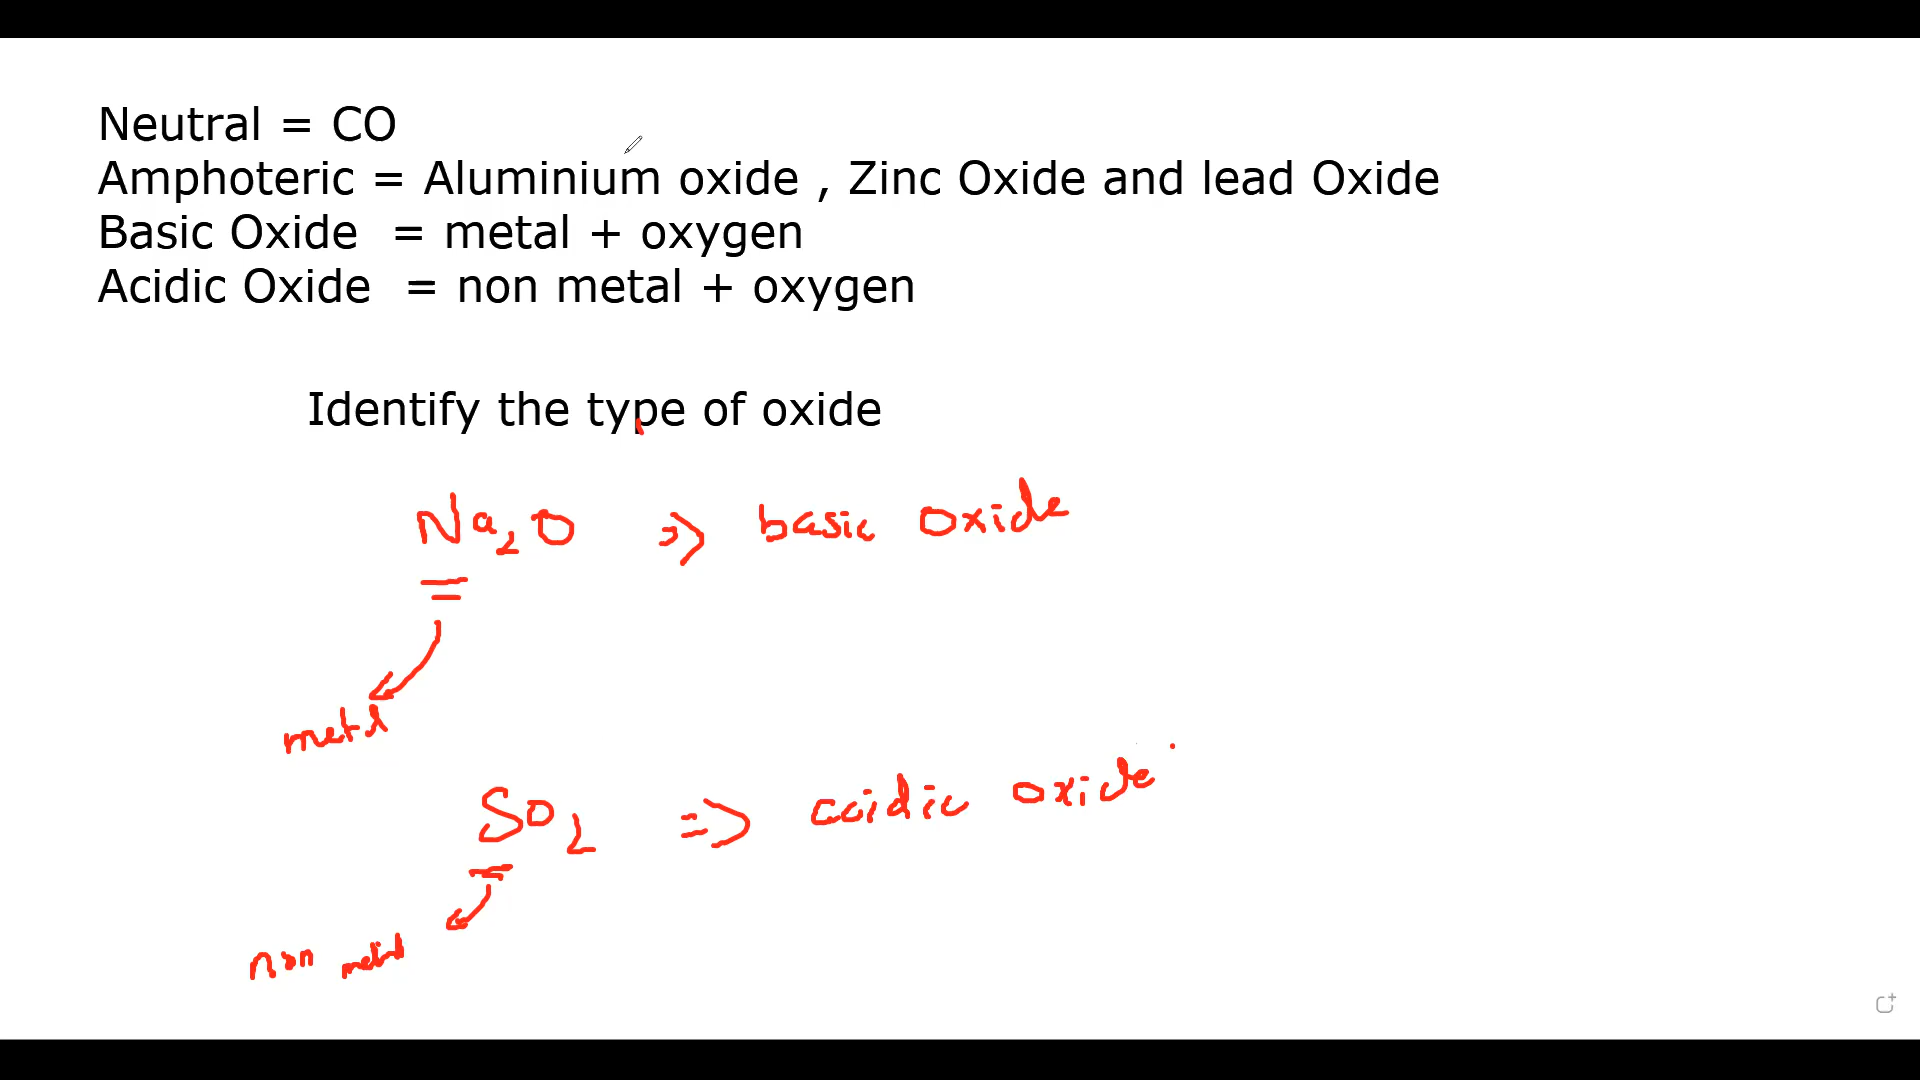 Neutral = CO
Amphoteric = Aluminium oxide , Zinc Oxide and lead Oxide
Basic Oxide = metal + oxygen
Acidic Oxide = non metal + oxygen
Identify the type of oxide
Na₂O => basic Oxide
metal
SO₂ => acidic oxide
non metal